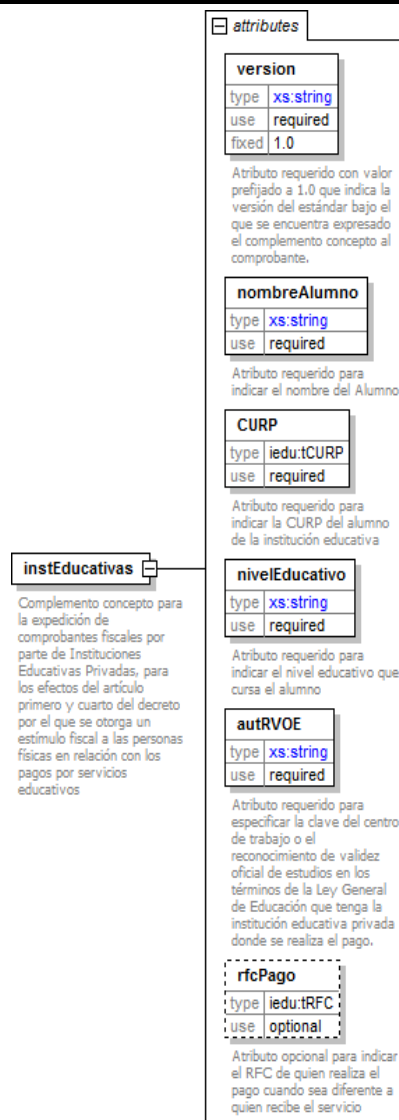 attributes
version
type xs:string
use required
fixed 1.0
Atributo requerido con valor
prefijado a 1.0 que indica la
versión del estándar bajo el
que se encuentra expresado
el complemento concepto al
comprobante.
nombreAlumno
type xs:string
use required
Atributo requerido para
indicar el nombre del Alumno
CURP
type iedu:tCURP
use required
Atributo requerido para
indicar la CURP del alumno
de la institución educativa
instEducativas
Complemento concepto para
la expedición de
comprobantes fiscales por
parte de Instituciones
Educativas Privadas, para
los efectos del artículo
primero y cuarto del decreto
por el que se otorga un
estímulo fiscal a las personas
físicas en relación con los
pagos por servicios
educativos
nivelEducativo
type xs:string
use required
Atributo requerido para
indicar el nivel educativo que
cursa el alumno
autRVOE
type xs:string
use required
Atributo requerido para
especificar la clave del centro
de trabajo o el
reconocimiento de validez
oficial de estudios en los
términos de la Ley General
de Educación que tenga la
institución educativa privada
donde se realiza el pago.
rfcPago
type iedu:tRFC
use optional
Atributo opcional para indicar
el RFC de quien realiza el
pago cuando sea diferente a
quien recibe el servicio